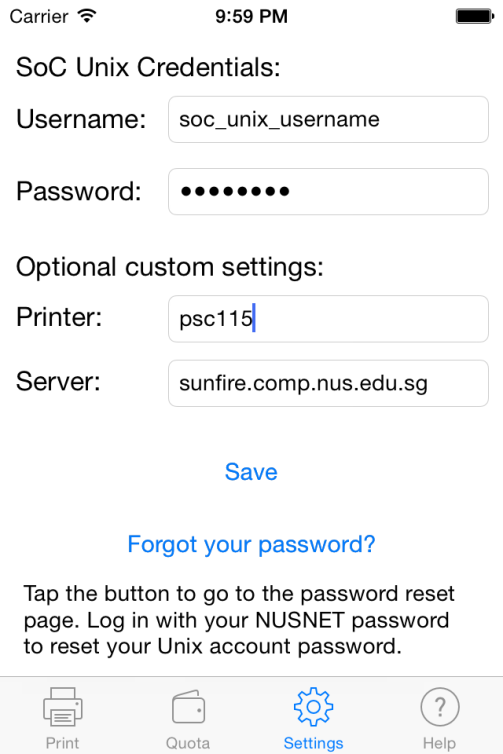 Carrier 9:59 PM
SoC Unix Credentials:
Username: soc_unix_username
Password: ••••••••
Optional custom settings:
Printer: psc115
Server: sunfire.comp.nus.edu.sg
Save
Forgot your password?
Tap the button to go to the password reset
page. Log in with your NUSNET password
to reset your Unix account password.
Print Quota Settings ? Help